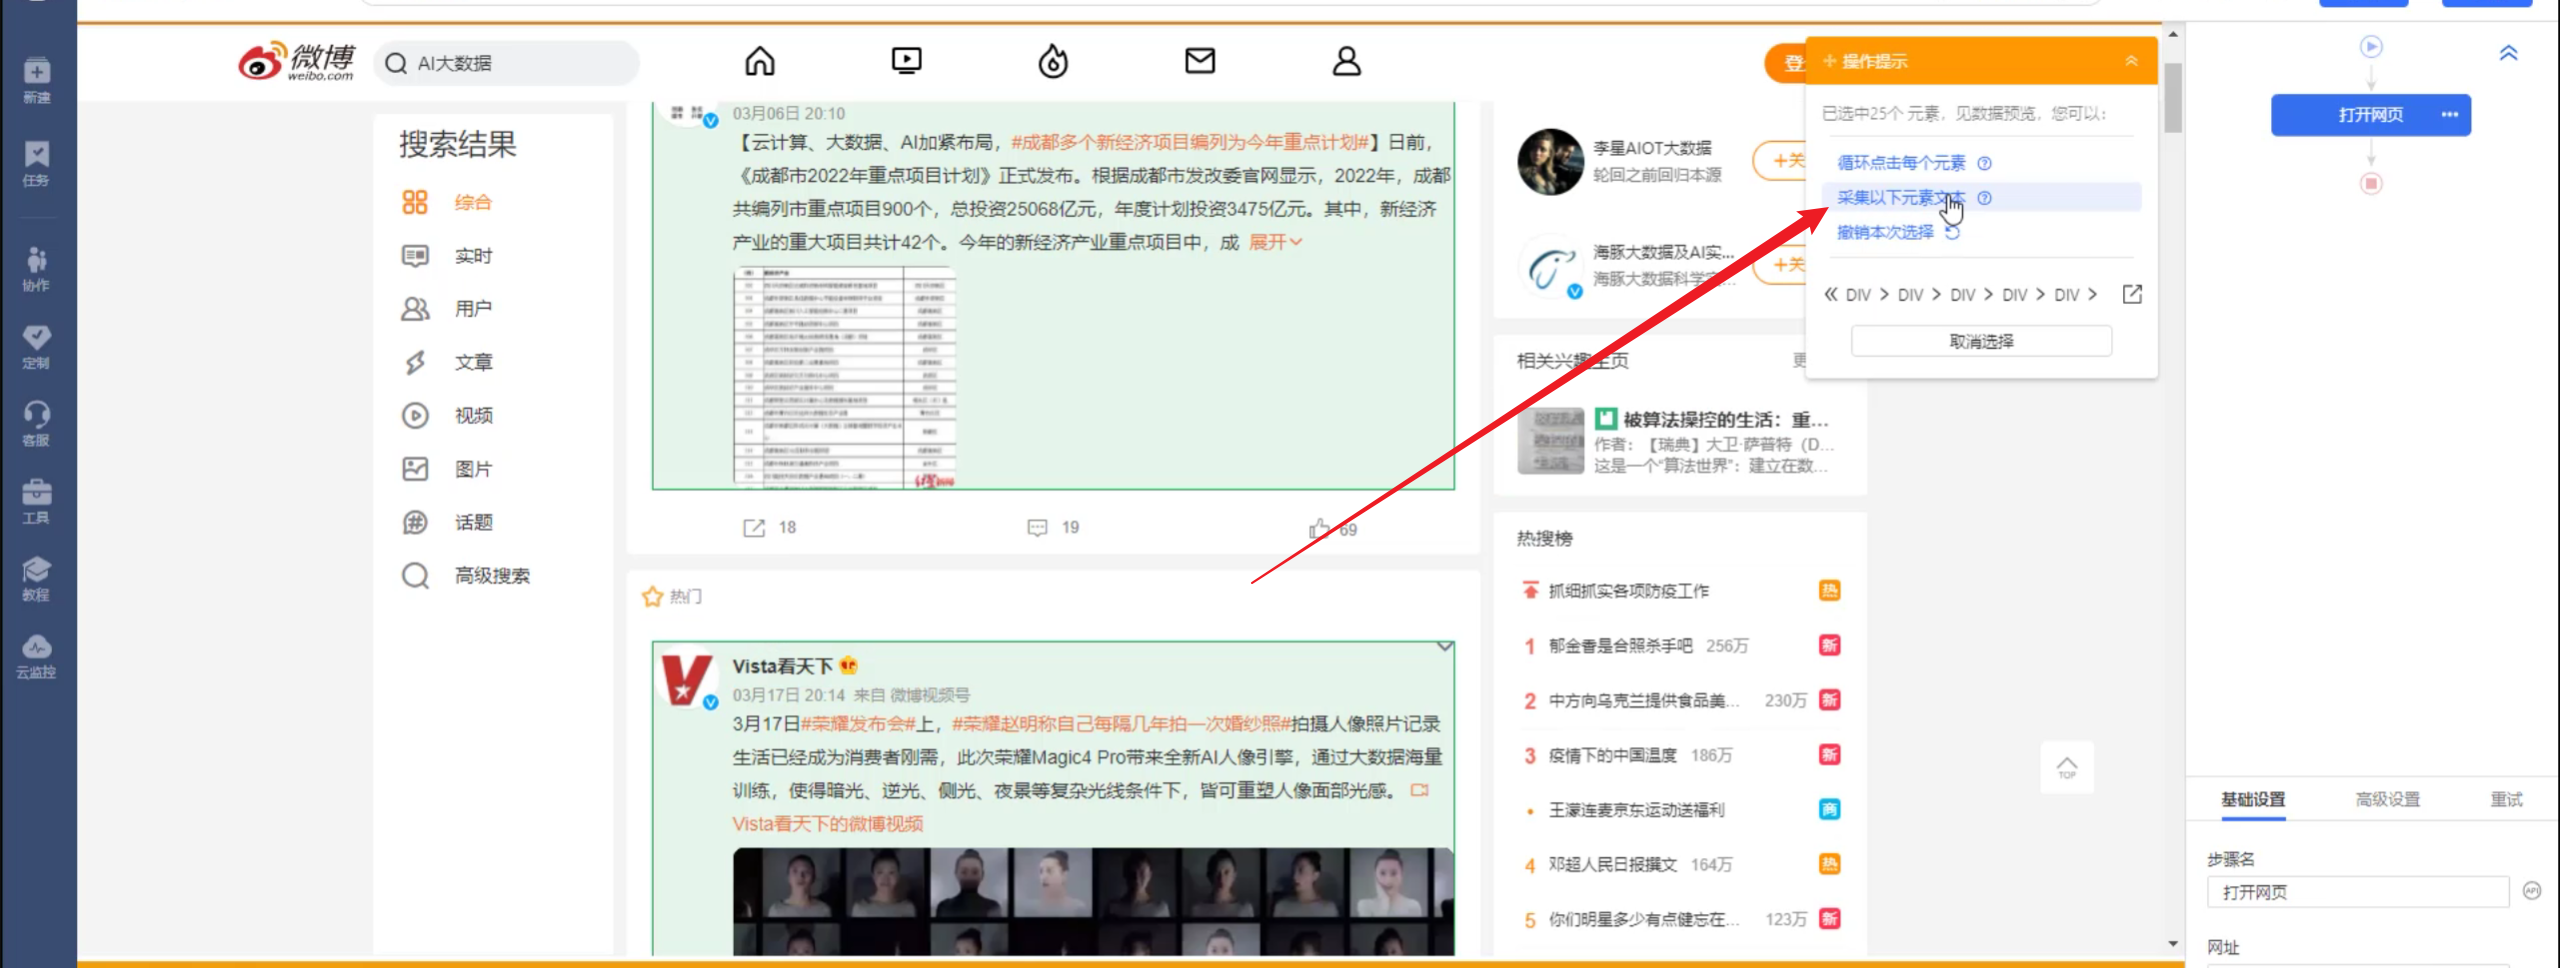 新建
任务
协作
定制
客服
工具
教程
云监控
微博
weibo.com
AI大数据
登
搜索结果
综合
实时
用户
文章
视频
图片
话题
高级搜索
03月06日 20:10
【云计算、大数据、AI加紧布局，#成都多个新经济项目编列为今年重点计划#】日前，
《成都市2022年重点项目计划》正式发布。根据成都市发改委官网显示，2022年，成都
共编列市重点项目900个，总投资25068亿元，年度计划投资3475亿元。其中，新经济
产业的重大项目共计42个。今年的新经济产业重点项目中，成 展开
18
19
69
热门
Vista看天下
03月17日 20:14 来自 微博视频号
3月17日#荣耀发布会#上，#荣耀赵明称自己每隔几年拍一次婚纱照#拍摄人像照片记录
生活已经成为消费者刚需，此次荣耀Magic4 Pro带来全新AI人像引擎，通过大数据海量
训练，使得暗光、逆光、侧光、夜景等复杂光线条件下，皆可重塑人像面部光感。
Vista看天下的微博视频
李星AIOT大数据
轮回之前回归本源
+关
海豚大数据及AI实...
海豚大数据科学实...
+关
相关兴趣主页
更
被算法操控的生活：重...
作者：【瑞典】大卫·萨普特（D...
这是一个“算法世界”：建立在数...
热搜榜
抓细抓实各项防疫工作 热
1 郁金香是合照杀手吧 256万 新
2 中方向乌克兰提供食品美... 230万 新
3 疫情下的中国温度 186万 新
王濛连麦京东运动送福利 商
4 邓超人民日报撰文 164万 热
5 你们明星多少有点健忘在... 123万 新
TOP
+ 操作提示
已选中25个 元素，见数据预览，您可以：
循环点击每个元素
采集以下元素文本
撤销本次选择
« DIV > DIV > DIV > DIV > DIV >
取消选择
打开网页
基础设置
高级设置
重试
步骤名
打开网页
API
网址